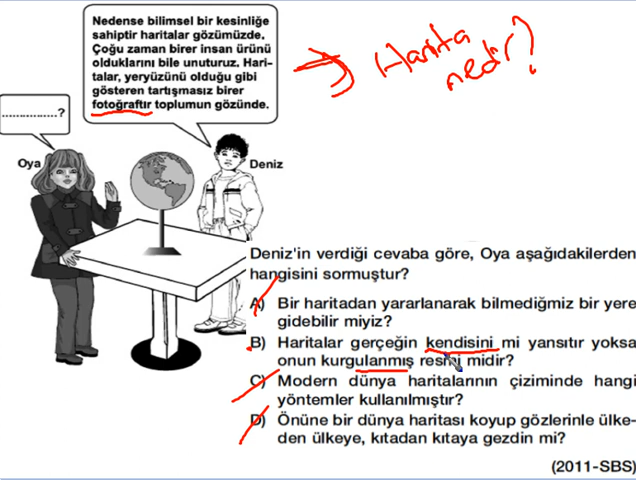 Nedense bilimsel bir kesinliğe
sahiptir haritalar gözümüzde.
Çoğu zaman birer insan ürünü
olduklarını bile unuturuz. Hari-
talar, yeryüzünü olduğu gibi
gösteren tartışmasız birer
fotoğraftır toplumun gözünde.
Harita
nedir?
................?
Oya
Deniz
Deniz'in verdiği cevaba göre, Oya aşağıdakilerden
hangisini sormuştur?
A) Bir haritadan yararlanarak bilmediğmiz bir yere
gidebilir miyiz?
B) Haritalar gerçeğin kendisini mi yansıtır yoksa
onun kurgulanmış resmi midir?
C) Modern dünya haritalarının çiziminde hangi
yöntemler kullanılmıştır?
D) Önüne bir dünya haritası koyup gözlerinle ülke-
den ülkeye, kıtadan kıtaya gezdin mi?
(2011-SBS)